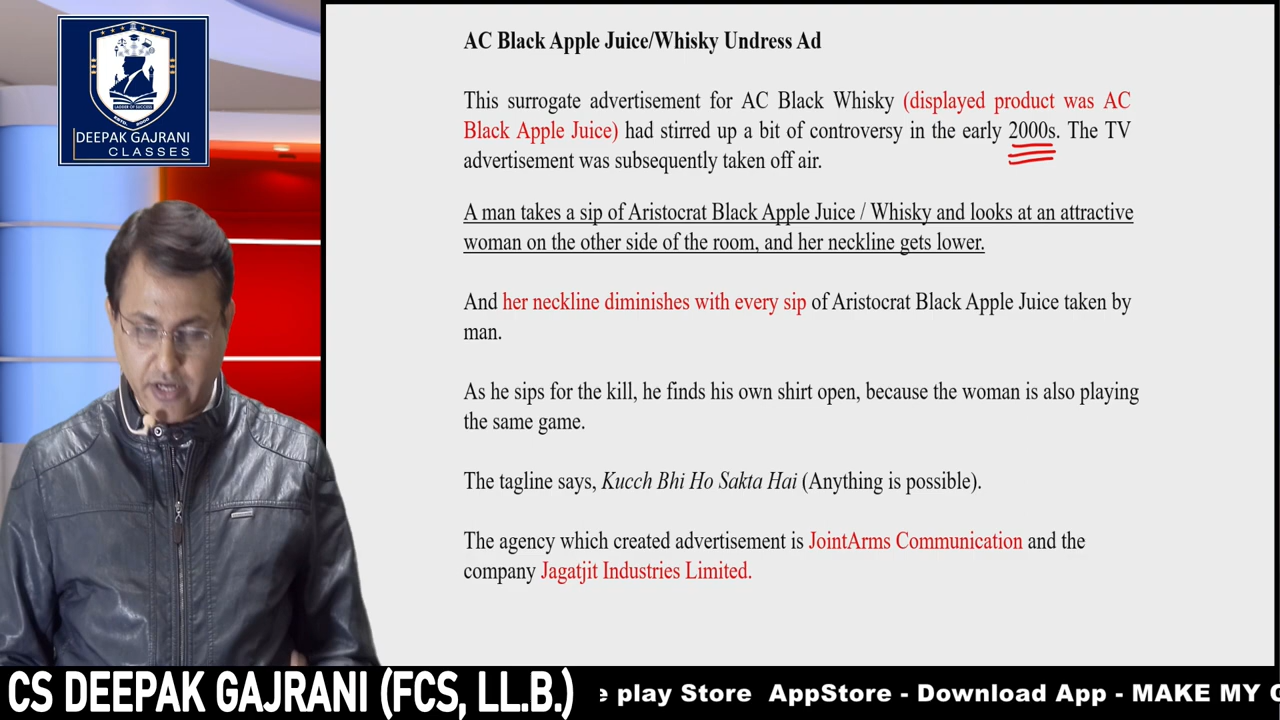 LADDER OF SUCCESS
DEEPAK GAJRANI
CLASSES
AC Black Apple Juice/Whisky Undress Ad
This surrogate advertisement for AC Black Whisky (displayed product was AC
Black Apple Juice) had stirred up a bit of controversy in the early 2000s. The TV
advertisement was subsequently taken off air.
A man takes a sip of Aristocrat Black Apple Juice / Whisky and looks at an attractive
woman on the other side of the room, and her neckline gets lower.
And her neckline diminishes with every sip of Aristocrat Black Apple Juice taken by
man.
As he sips for the kill, he finds his own shirt open, because the woman is also playing
the same game.
The tagline says, Kucch Bhi Ho Sakta Hai (Anything is possible).
The agency which created advertisement is JointArms Communication and the
company Jagatjit Industries Limited.
CS DEEPAK GAJRANI (FCS, LL.B.)
play Store AppStore - Download App - MAKE MY